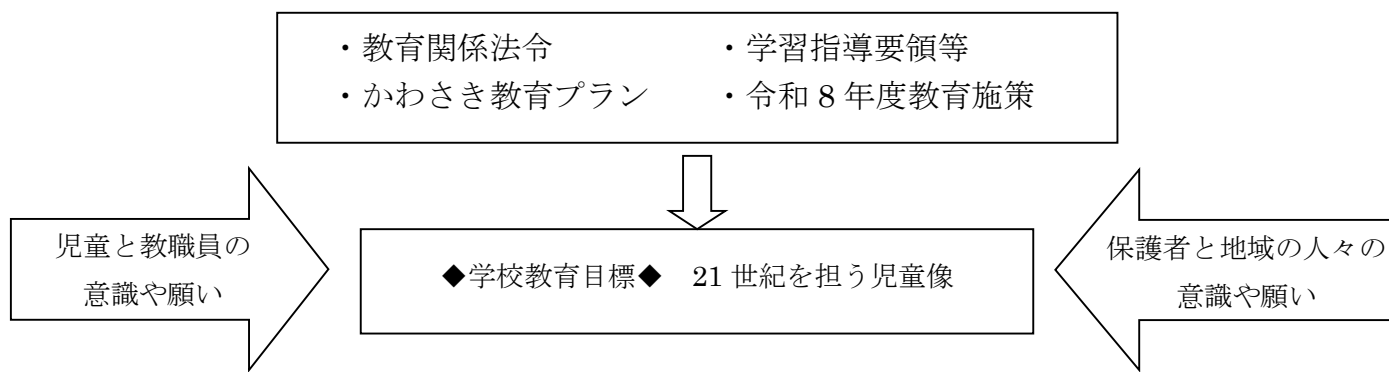 ・教育関係法令　　　・学習指導要領等
・かわさき教育プラン　　・令和 8 年度教育施策
児童と教職員の
意識や願い
◆学校教育目標◆　21 世紀を担う児童像
保護者と地域の人々の
意識や願い